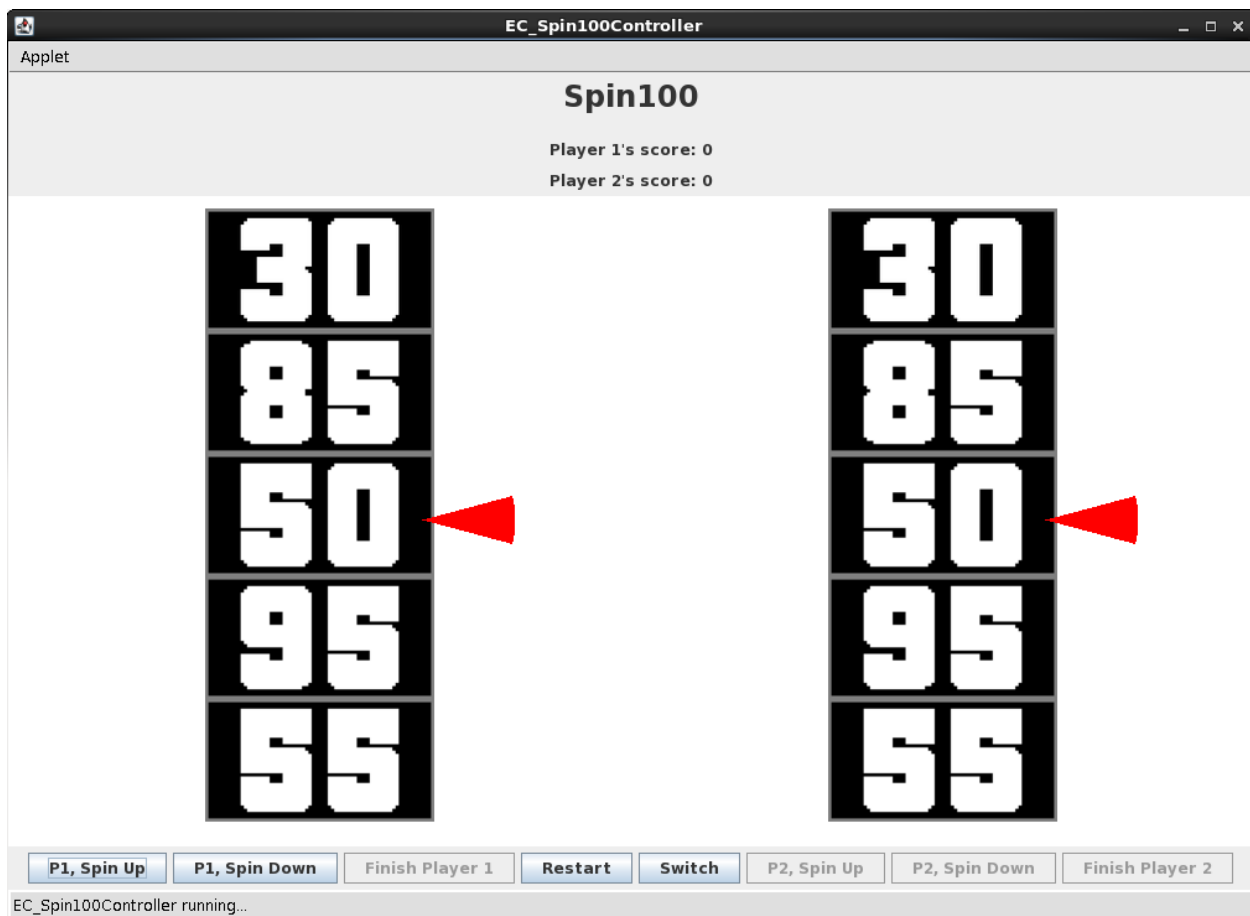 EC_Spin100Controller
Applet
Spin100
Player 1's score: 0
Player 2's score: 0
30 30
85 85
50 50
95 95
55 55
P1, Spin Up P1, Spin Down Finish Player 1 Restart Switch P2, Spin Up P2, Spin Down Finish Player 2
EC_Spin100Controller running...